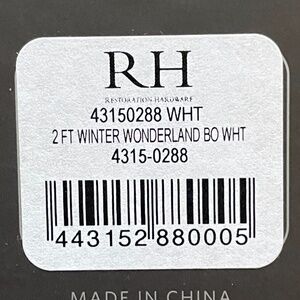 RH
RESTORATION HARDWARE
43150288 WHT
2 FT WINTER WONDERLAND BO WHT
4315-0288
443152 880005
MADE IN CHINA